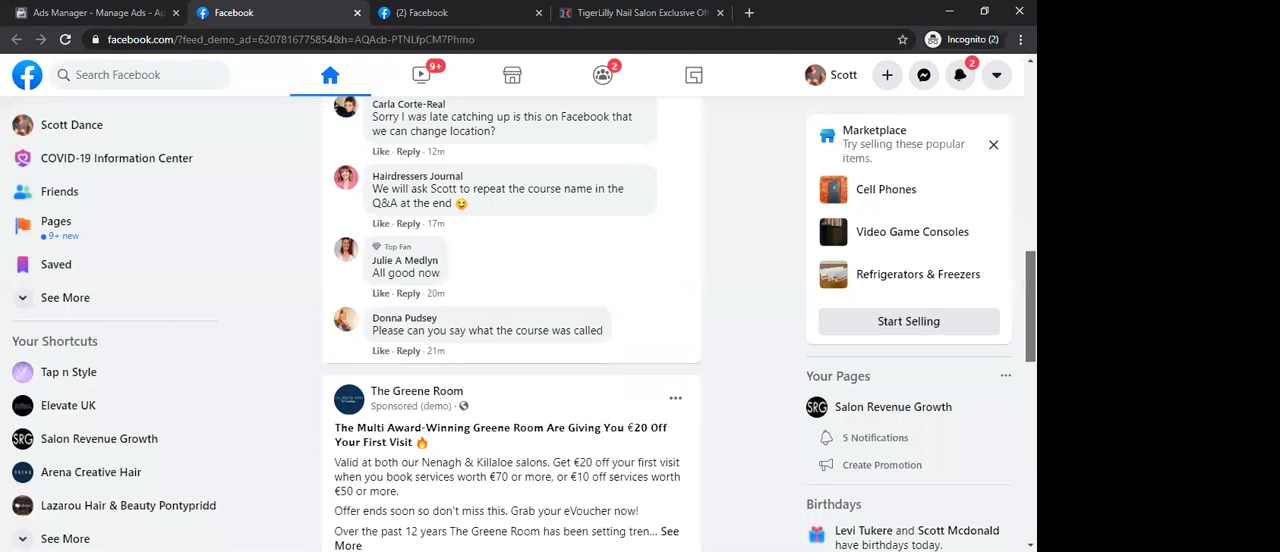 Ads Manager - Manage Ads - Ad
Facebook
(2) Facebook
TigerLilly Nail Salon Exclusive Off
facebook.com/?feed_demo_ad=6207816775854&h=AQAcb-PTNLfpCM7Phmo
Incognito (2)
Search Facebook
9+
2
Scott
2
Scott Dance
COVID-19 Information Center
Friends
Pages
9+ new
Saved
See More
Your Shortcuts
Tap n Style
Elevate UK
SRG
Salon Revenue Growth
Arena Creative Hair
Lazarou Hair & Beauty Pontypridd
See More
Carla Corte-Real
Sorry I was late catching up is this on Facebook that
we can change location?
Like · Reply · 12m
Hairdressers Journal
We will ask Scott to repeat the course name in the
Q&A at the end 😉
Like · Reply · 17m
Top Fan
Julie A Medlyn
All good now
Like · Reply · 20m
Donna Pudsey
Please can you say what the course was called
Like · Reply · 21m
The Greene Room
Sponsored (demo) ·
The Multi Award-Winning Greene Room Are Giving You €20 Off
Your First Visit 🔥
Valid at both our Nenagh & Killaloe salons. Get €20 off your first visit
when you book services worth €70 or more, or €10 off services worth
€50 or more.
Offer ends soon so don't miss this. Grab your eVoucher now!
Over the past 12 years The Greene Room has been setting tren... See
More
Marketplace
Try selling these popular
items.
Cell Phones
Video Game Consoles
Refrigerators & Freezers
Start Selling
Your Pages
SRG
Salon Revenue Growth
5 Notifications
Create Promotion
Birthdays
Levi Tukere and Scott Mcdonald
have birthdays today.